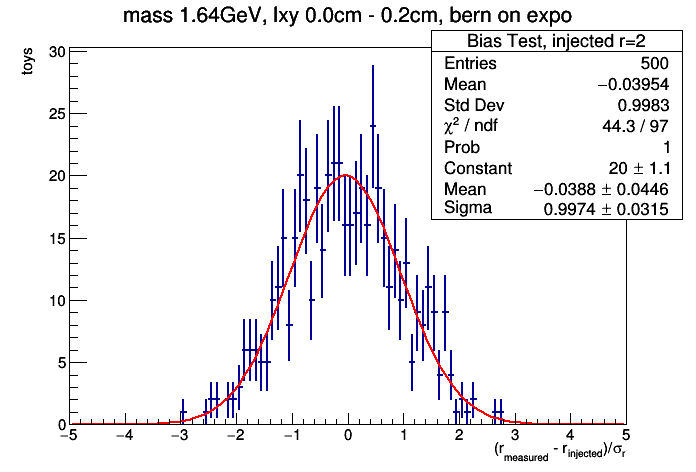 mass 1.64GeV, lxy 0.0cm - 0.2cm, bern on expo
Bias Test, injected r=2
Entries 500
Mean −0.03954
Std Dev 0.9983
χ² / ndf 44.3 / 97
Prob 1
Constant 20 ± 1.1
Mean −0.0388 ± 0.0446
Sigma 0.9974 ± 0.0315
toys
30
25
20
15
10
5
0
−5 −4 −3 −2 −1 0 1 2 3 4 5
(r_measured - r_injected)/σ_r